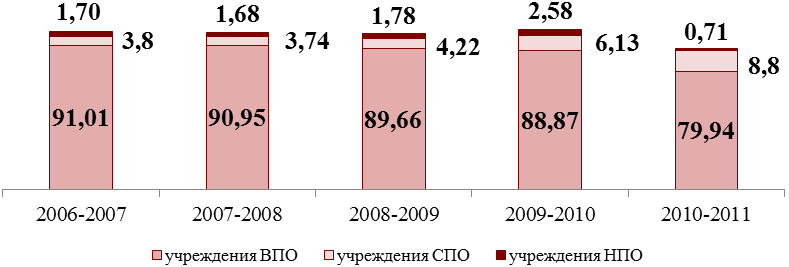 1,70 1,68 1,78 2,58 0,71
3,8 3,74 4,22 6,13 8,8
91,01 90,95 89,66 88,87 79,94
2006-2007 2007-2008 2008-2009 2009-2010 2010-2011
учреждения ВПО учреждения СПО учреждения НПО